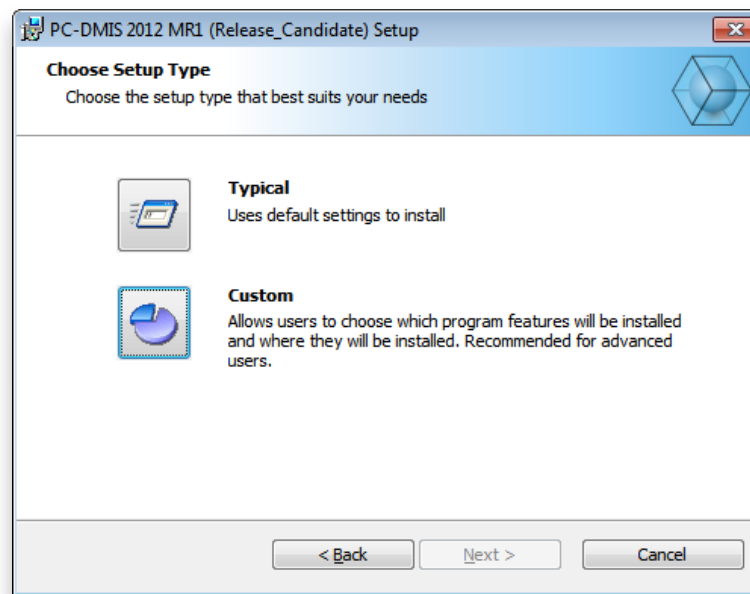 PC-DMIS 2012 MR1 (Release_Candidate) Setup
Choose Setup Type
Choose the setup type that best suits your needs
Typical
Uses default settings to install
Custom
Allows users to choose which program features will be installed
and where they will be installed. Recommended for advanced
users.
< Back
Next >
Cancel